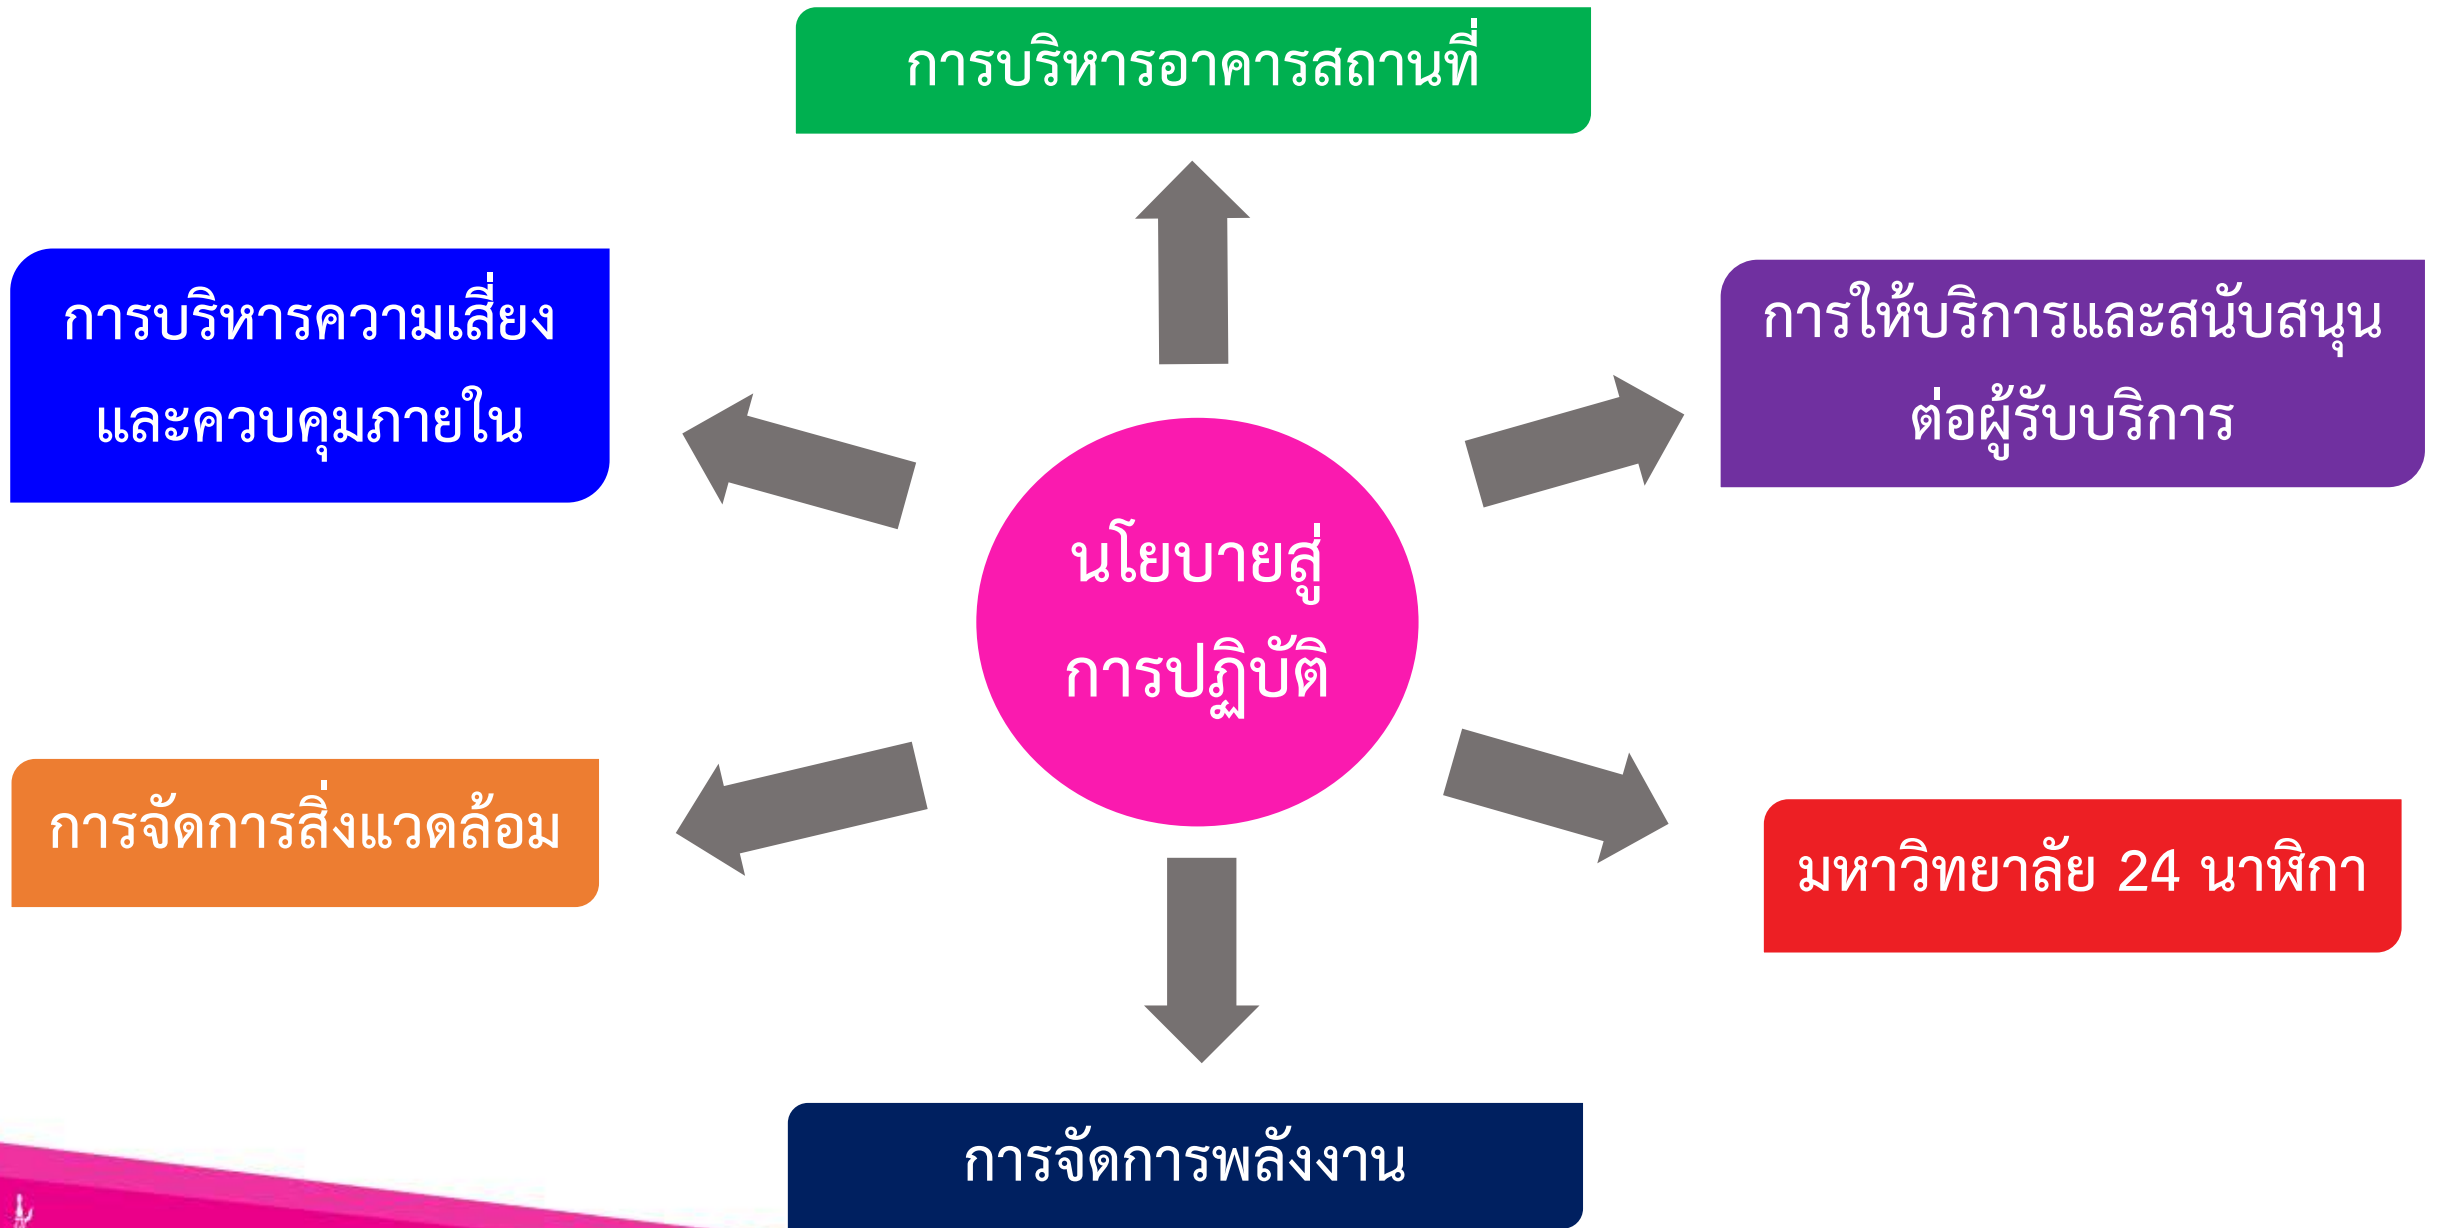 การบริหารอาคารสถานที่
การบริหารความเสี่ยง
และควบคุมภายใน
การให้บริการและสนับสนุน
ต่อผู้รับบริการ
นโยบายสู่
การปฏิบัติ
การจัดการสิ่งแวดล้อม
มหาวิทยาลัย 24 นาฬิกา
การจัดการพลังงาน